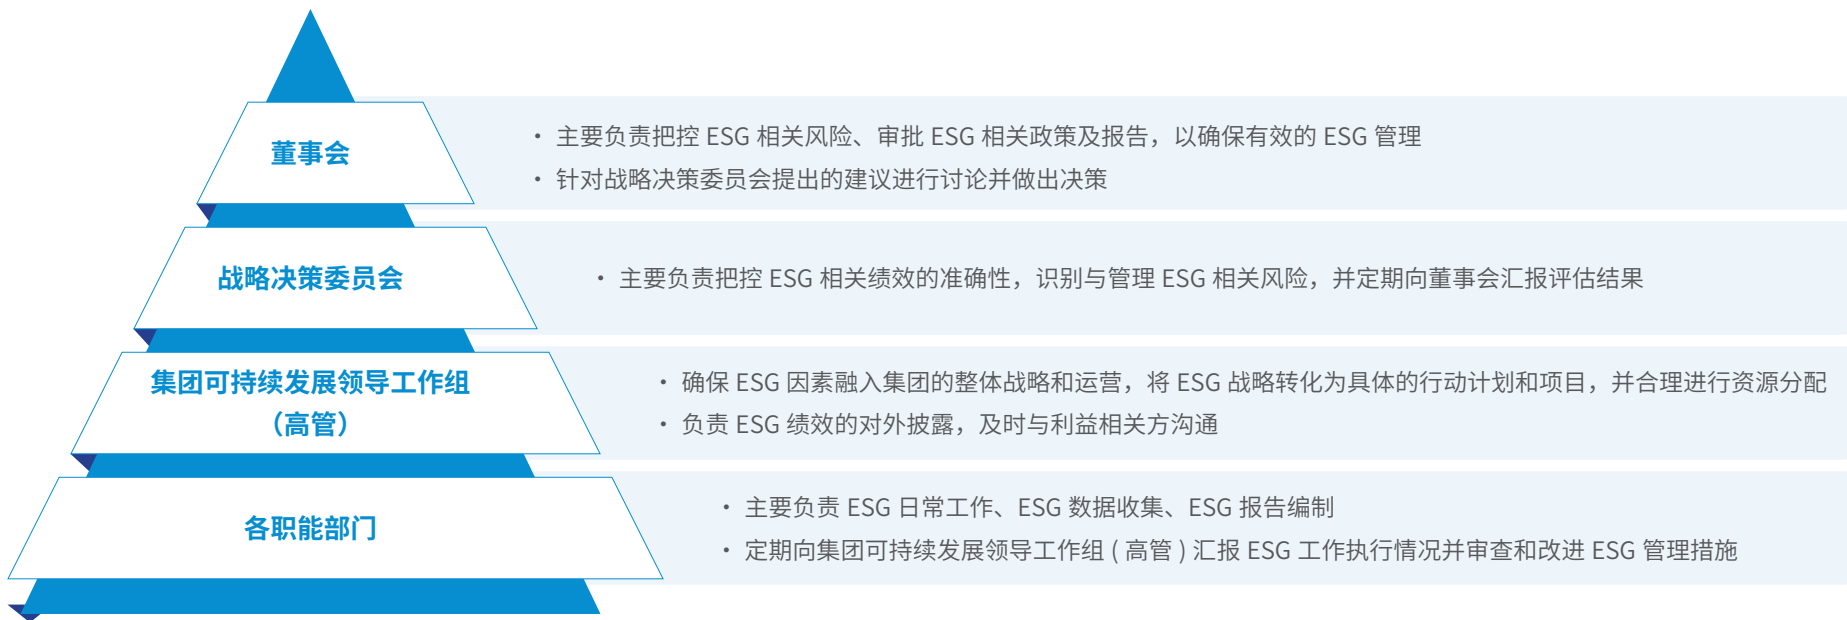 董事会
· 主要负责把控 ESG 相关风险、审批 ESG 相关政策及报告，以确保有效的 ESG 管理
· 针对战略决策委员会提出的建议进行讨论并做出决策
战略决策委员会
· 主要负责把控 ESG 相关绩效的准确性，识别与管理 ESG 相关风险，并定期向董事会汇报评估结果
集团可持续发展领导工作组
（高管）
· 确保 ESG 因素融入集团的整体战略和运营，将 ESG 战略转化为具体的行动计划和项目，并合理进行资源分配
· 负责 ESG 绩效的对外披露，及时与利益相关方沟通
各职能部门
· 主要负责 ESG 日常工作、ESG 数据收集、ESG 报告编制
· 定期向集团可持续发展领导工作组 ( 高管 ) 汇报 ESG 工作执行情况并审查和改进 ESG 管理措施